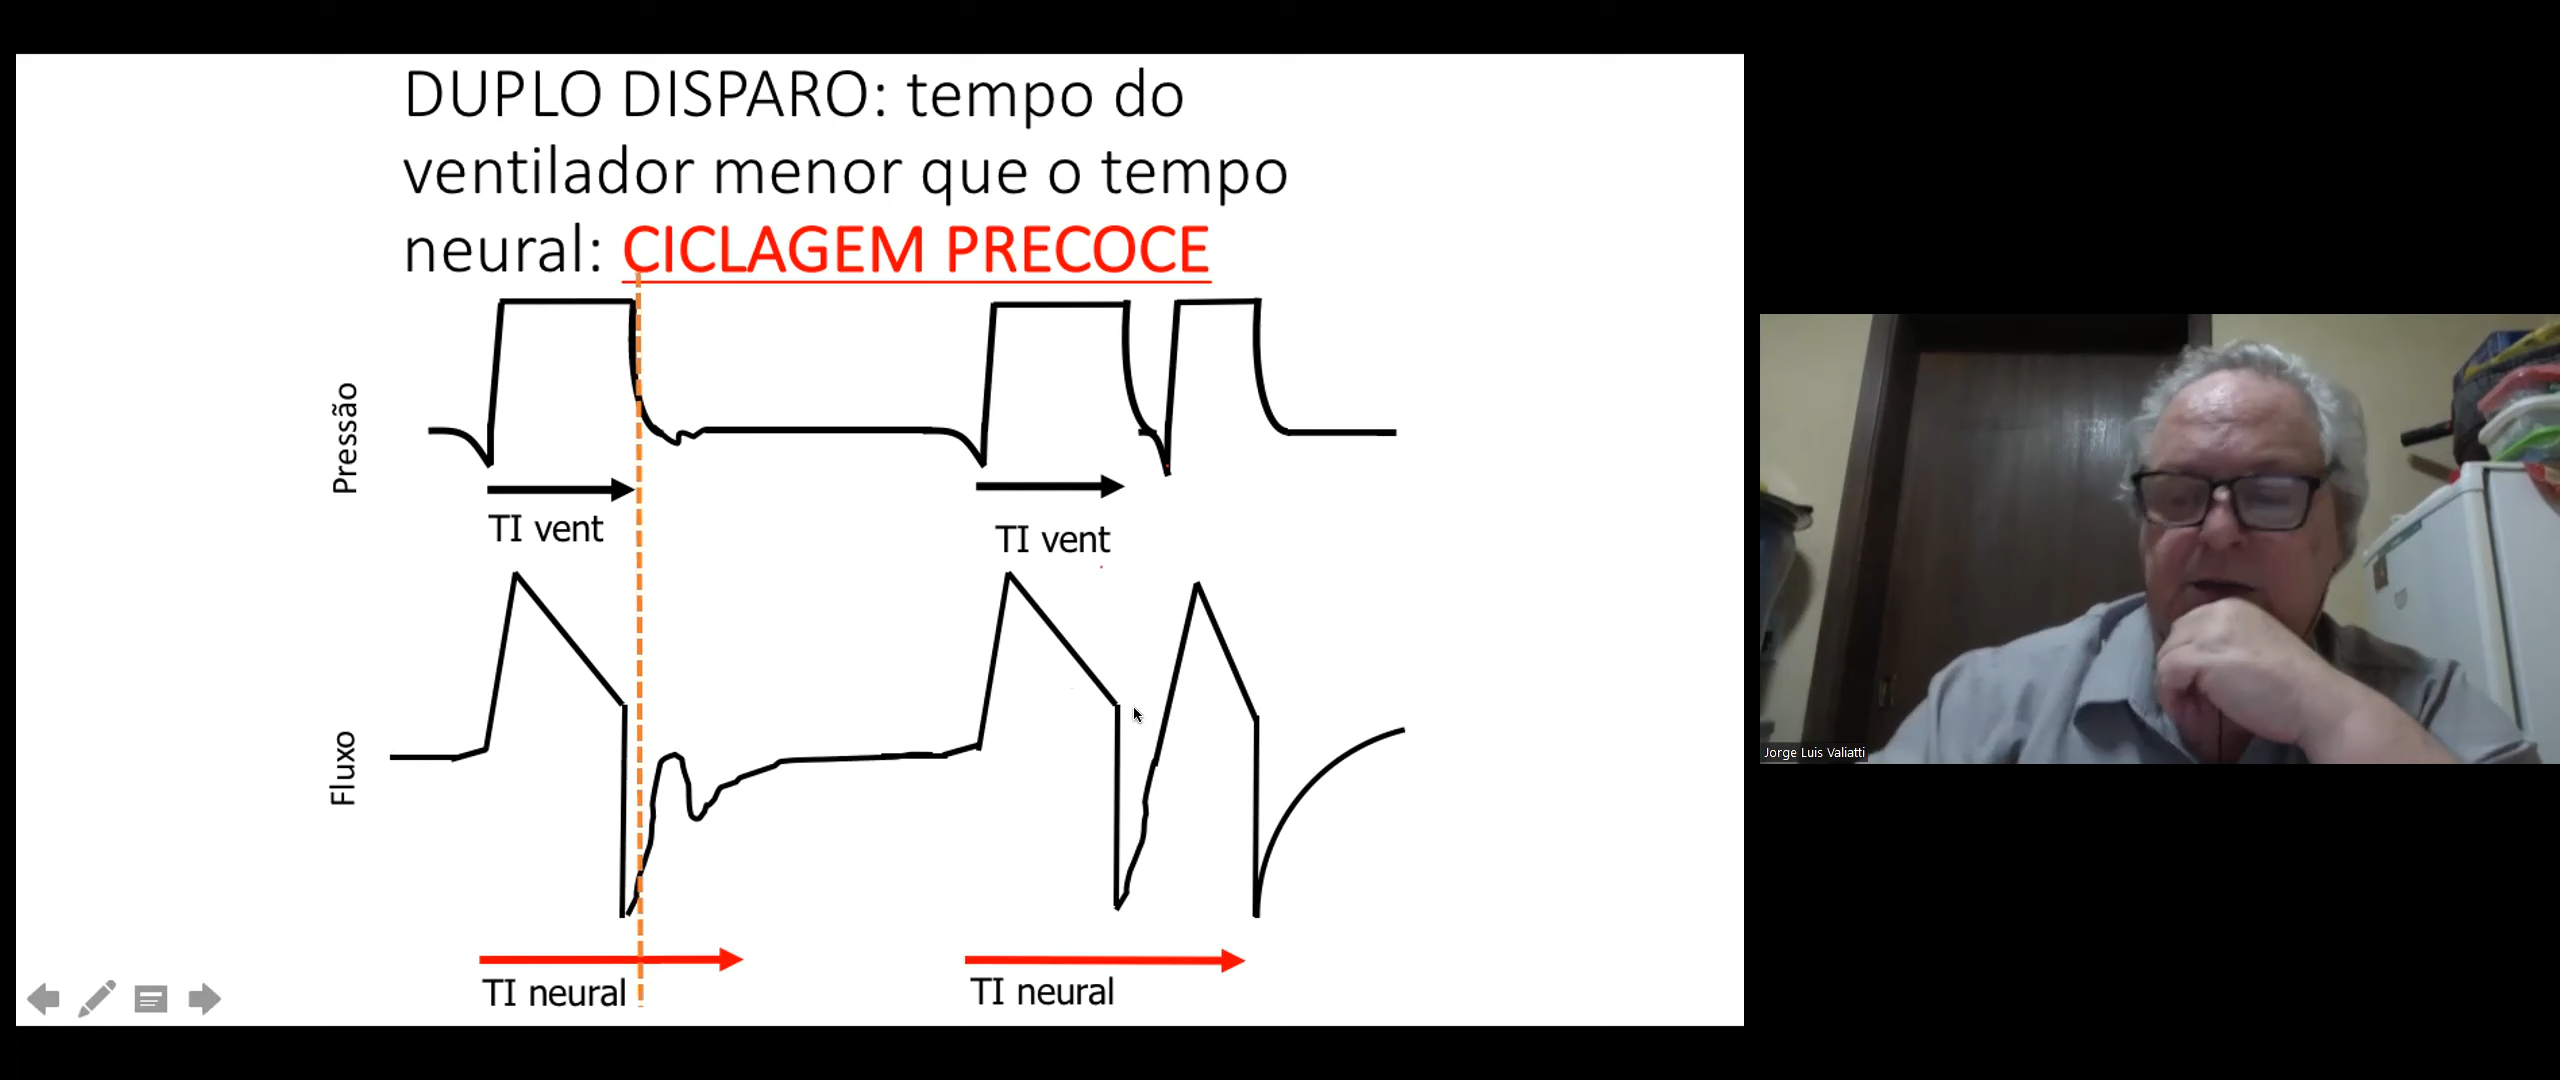 DUPLO DISPARO: tempo do
ventilador menor que o tempo
neural: CICLAGEM PRECOCE
Pressão
TI vent
TI vent
Fluxo
TI neural
TI neural
Jorge Luis Valiatti